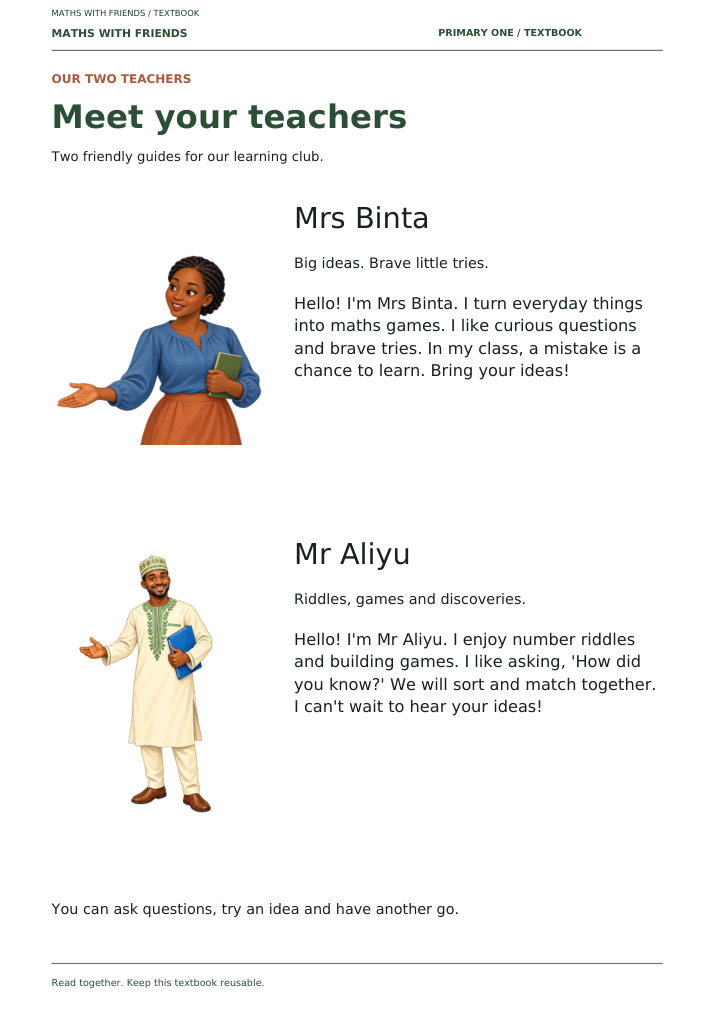 MATHS WITH FRIENDS / TEXTBOOK
MATHS WITH FRIENDS
PRIMARY ONE / TEXTBOOK
OUR TWO TEACHERS
Meet your teachers
Two friendly guides for our learning club.
Mrs Binta
Big ideas. Brave little tries.
Hello! I'm Mrs Binta. I turn everyday things
into maths games. I like curious questions
and brave tries. In my class, a mistake is a
chance to learn. Bring your ideas!
Mr Aliyu
Riddles, games and discoveries.
Hello! I'm Mr Aliyu. I enjoy number riddles
and building games. I like asking, 'How did
you know?' We will sort and match together.
I can't wait to hear your ideas!
You can ask questions, try an idea and have another go.
Read together. Keep this textbook reusable.